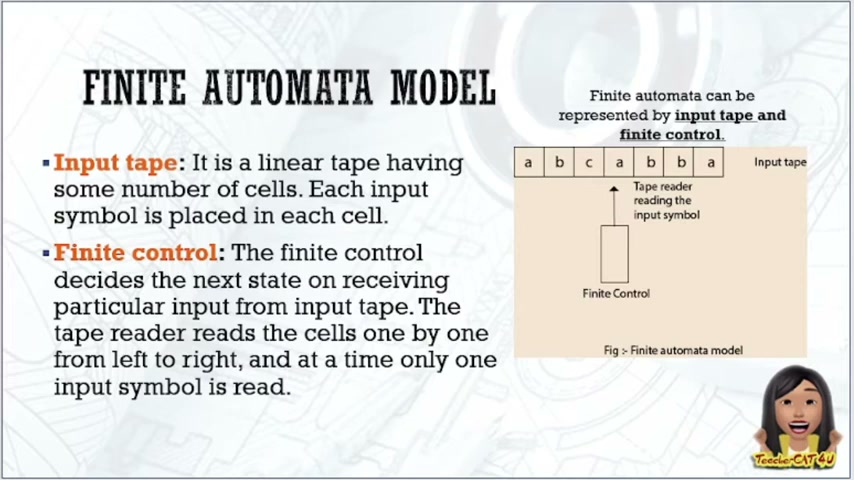 FINITE AUTOMATA MODEL
▪ Input tape: It is a linear tape having
some number of cells. Each input
symbol is placed in each cell.
▪ Finite control: The finite control
decides the next state on receiving
particular input from input tape. The
tape reader reads the cells one by one
from left to right, and at a time only one
input symbol is read.
Finite automata can be
represented by input tape and
finite control.
a b c a b b a Input tape
Tape reader
reading the
input symbol
Finite Control
Fig :- Finite automata model
Teeche-CAT 4U